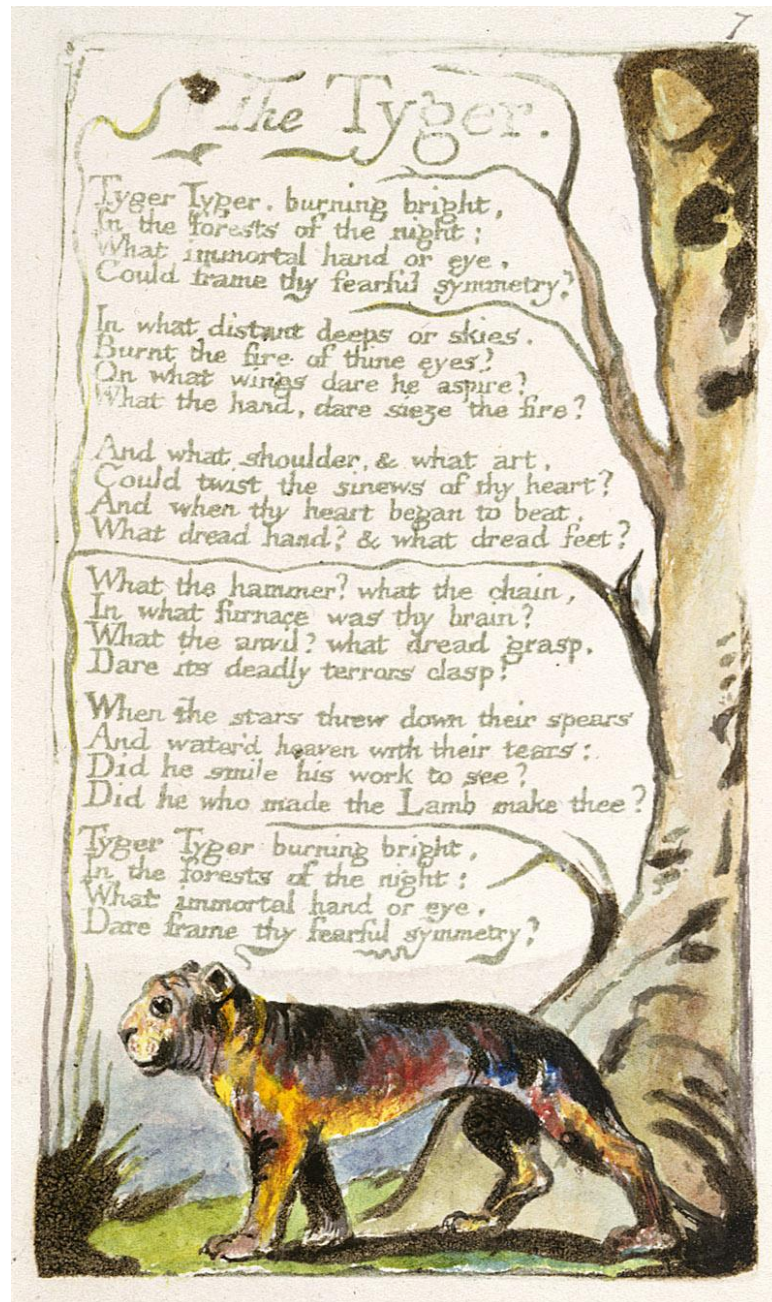 7
The Tyger.
Tyger Tyger. burning bright,
In the forests of the night;
What immortal hand or eye.
Could frame thy fearful symmetry?
In what distant deeps or skies.
Burnt the fire of thine eyes?
On what wings dare he aspire?
What the hand, dare sieze the fire?
And what shoulder, & what art,
Could twist the sinews of thy heart?
And when thy heart began to beat,
What dread hand? & what dread feet?
What the hammer? what the chain,
In what furnace was thy brain?
What the anvil? what dread grasp,
Dare its deadly terrors clasp!
When the stars threw down their spears
And water'd heaven with their tears:
Did he smile his work to see?
Did he who made the Lamb make thee?
Tyger Tyger burning bright,
In the forests of the night:
What immortal hand or eye,
Dare frame thy fearful symmetry?